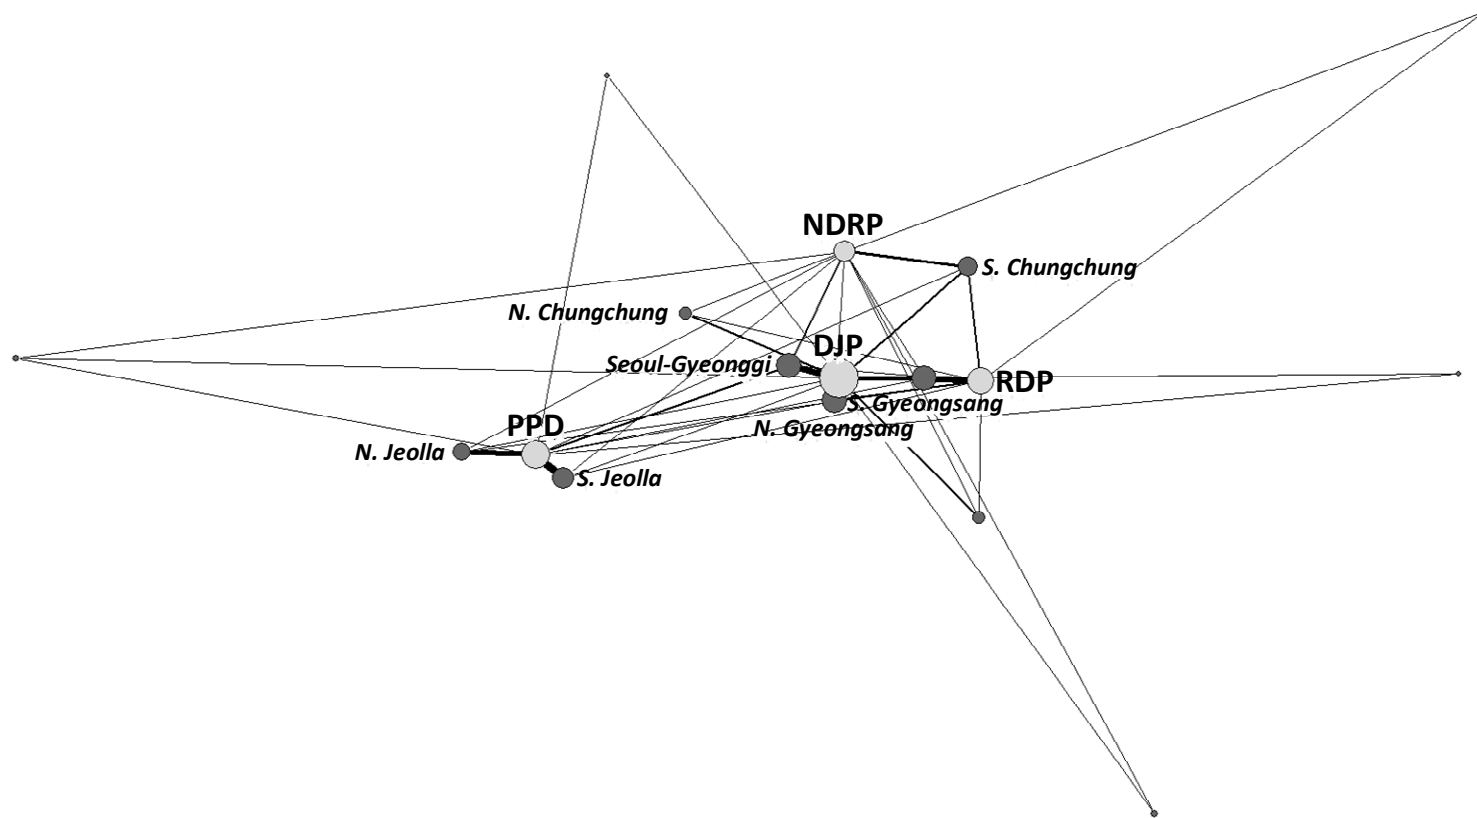 NDRP
S. Chungchung
N. Chungchung
DJP
Seoul-Gyeonggi
RDP
S. Gyeongsang
PPD
N. Gyeongsang
N. Jeolla
S. Jeolla